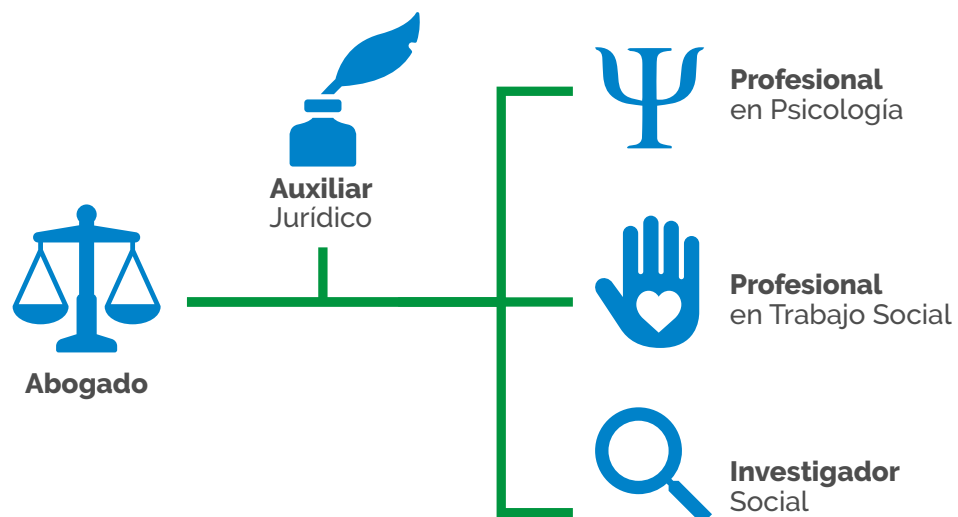 Auxiliar
Jurídico
Abogado
Profesional
en Psicología
Profesional
en Trabajo Social
Investigador
Social